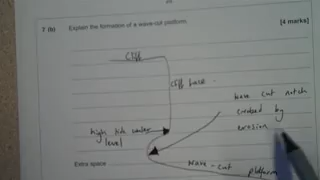 7 (b) Explain the formation of a wave-cut platform.
[4 marks]
cliff
cliff base.
wave cut notch
created by
erosion
high tide water
level
Extra space
wave-cut platform